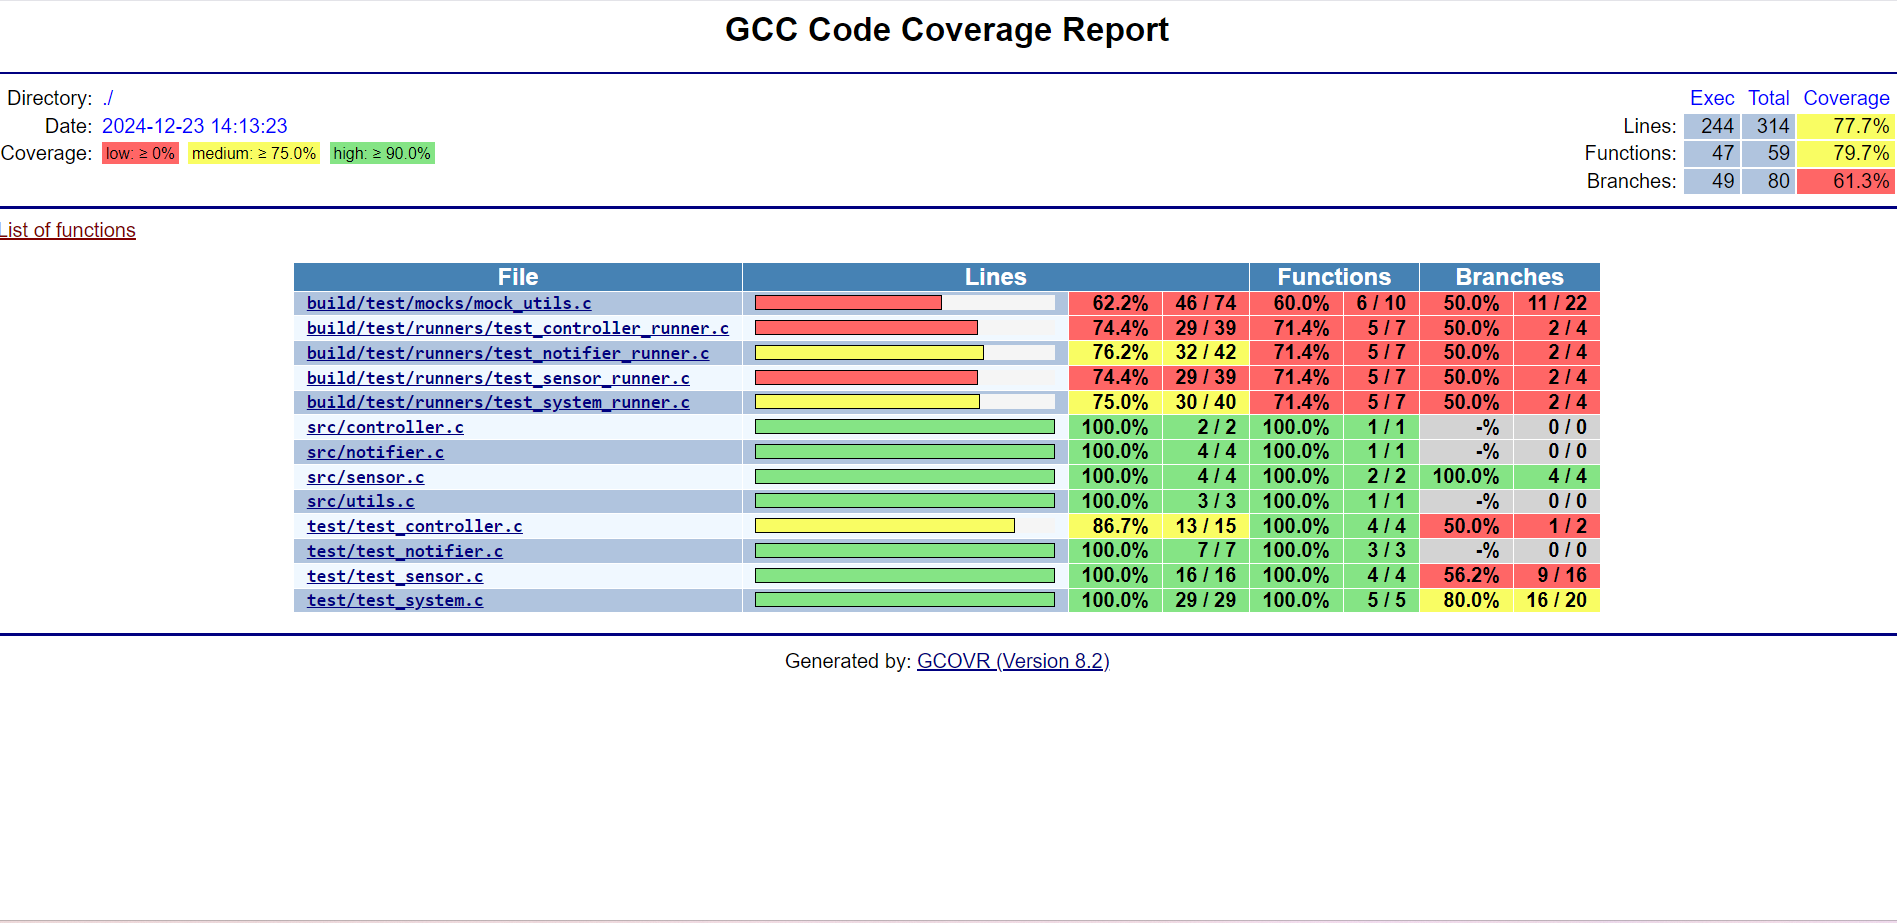 GCC Code Coverage Report
Directory: ./
Date: 2024-12-23 14:13:23
Coverage: low: ≥ 0% medium: ≥ 75.0% high: ≥ 90.0%
Exec Total Coverage
Lines: 244 314 77.7%
Functions: 47 59 79.7%
Branches: 49 80 61.3%
List of functions
File Lines Functions Branches
build/test/mocks/mock_utils.c 62.2% 46 / 74 60.0% 6 / 10 50.0% 11 / 22
build/test/runners/test_controller_runner.c 74.4% 29 / 39 71.4% 5 / 7 50.0% 2 / 4
build/test/runners/test_notifier_runner.c 76.2% 32 / 42 71.4% 5 / 7 50.0% 2 / 4
build/test/runners/test_sensor_runner.c 74.4% 29 / 39 71.4% 5 / 7 50.0% 2 / 4
build/test/runners/test_system_runner.c 75.0% 30 / 40 71.4% 5 / 7 50.0% 2 / 4
src/controller.c 100.0% 2 / 2 100.0% 1 / 1 -% 0 / 0
src/notifier.c 100.0% 4 / 4 100.0% 1 / 1 -% 0 / 0
src/sensor.c 100.0% 4 / 4 100.0% 2 / 2 100.0% 4 / 4
src/utils.c 100.0% 3 / 3 100.0% 1 / 1 -% 0 / 0
test/test_controller.c 86.7% 13 / 15 100.0% 4 / 4 50.0% 1 / 2
test/test_notifier.c 100.0% 7 / 7 100.0% 3 / 3 -% 0 / 0
test/test_sensor.c 100.0% 16 / 16 100.0% 4 / 4 56.2% 9 / 16
test/test_system.c 100.0% 29 / 29 100.0% 5 / 5 80.0% 16 / 20
Generated by: GCOVR (Version 8.2)